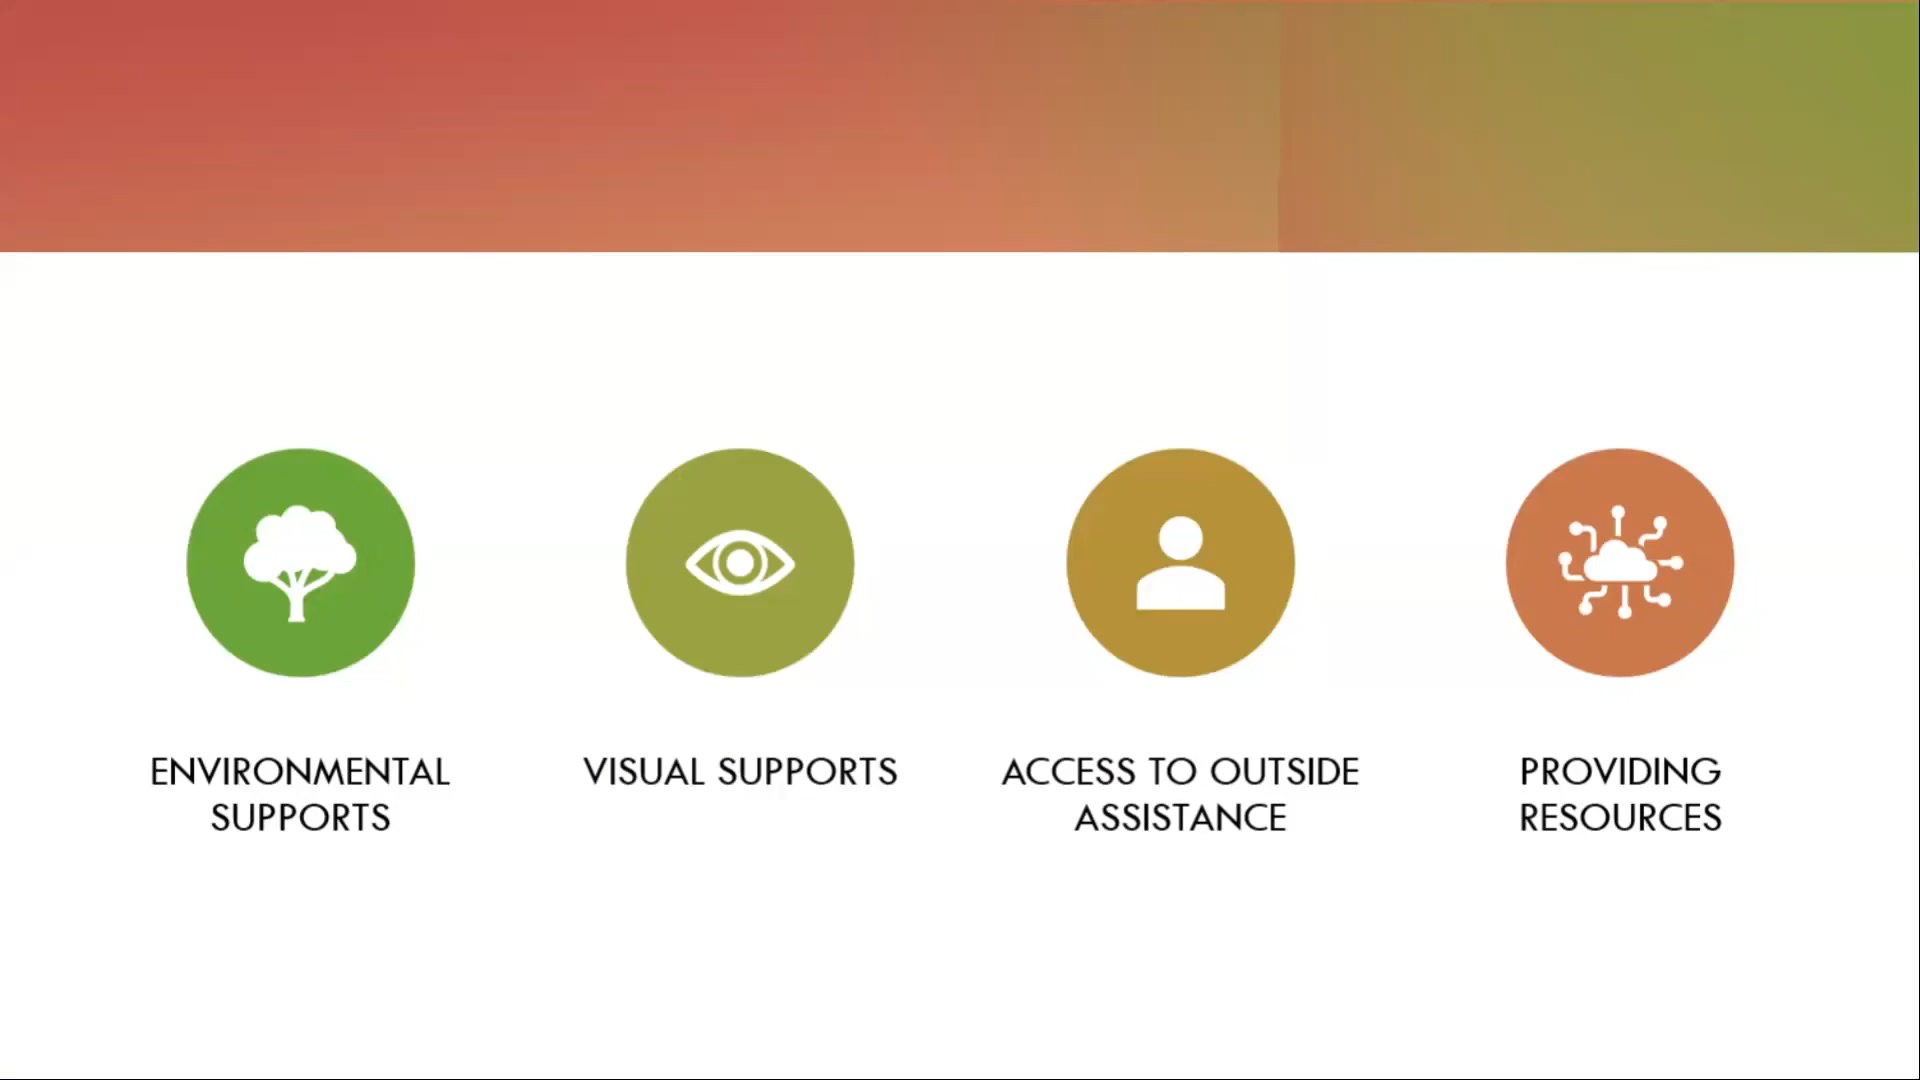 ENVIRONMENTAL
SUPPORTS
VISUAL SUPPORTS
ACCESS TO OUTSIDE
ASSISTANCE
PROVIDING
RESOURCES